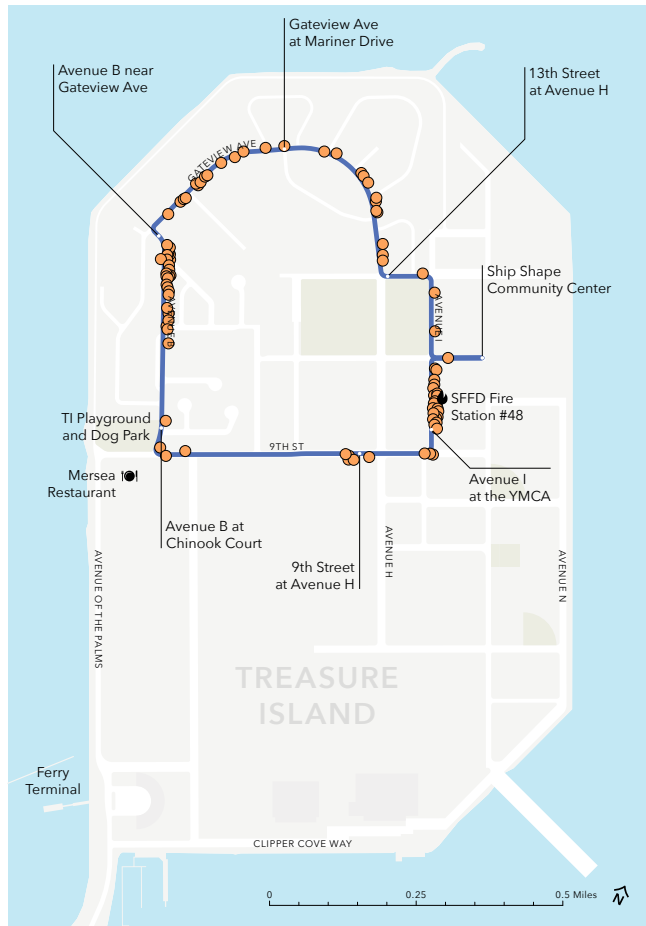 Gateview Ave
at Mariner Drive
Avenue B near
Gateview Ave
13th Street
at Avenue H
GATEVIEW AVE
Ship Shape
Community Center
AVENUE I
AVENUE B
SFFD Fire
Station #48
TI Playground
and Dog Park
9TH ST
Mersea
Restaurant
Avenue I
at the YMCA
Avenue B at
Chinook Court
9th Street
at Avenue H
AVENUE H
AVENUE OF THE PALMS
AVENUE N
TREASURE
ISLAND
Ferry
Terminal
CLIPPER COVE WAY
0 0.25 0.5 Miles
N